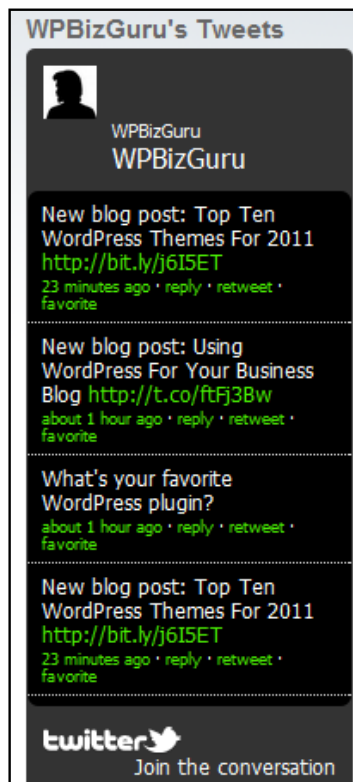 WPBizGuru's Tweets
WPBizGuru
WPBizGuru
New blog post: Top Ten
WordPress Themes For 2011
http://bit.ly/j6I5ET
23 minutes ago · reply · retweet ·
favorite
New blog post: Using
WordPress For Your Business
Blog http://t.co/ftFj3Bw
about 1 hour ago · reply · retweet ·
favorite
What's your favorite
WordPress plugin?
about 1 hour ago · reply · retweet ·
favorite
New blog post: Top Ten
WordPress Themes For 2011
http://bit.ly/j6I5ET
23 minutes ago · reply · retweet ·
favorite
twitter
Join the conversation